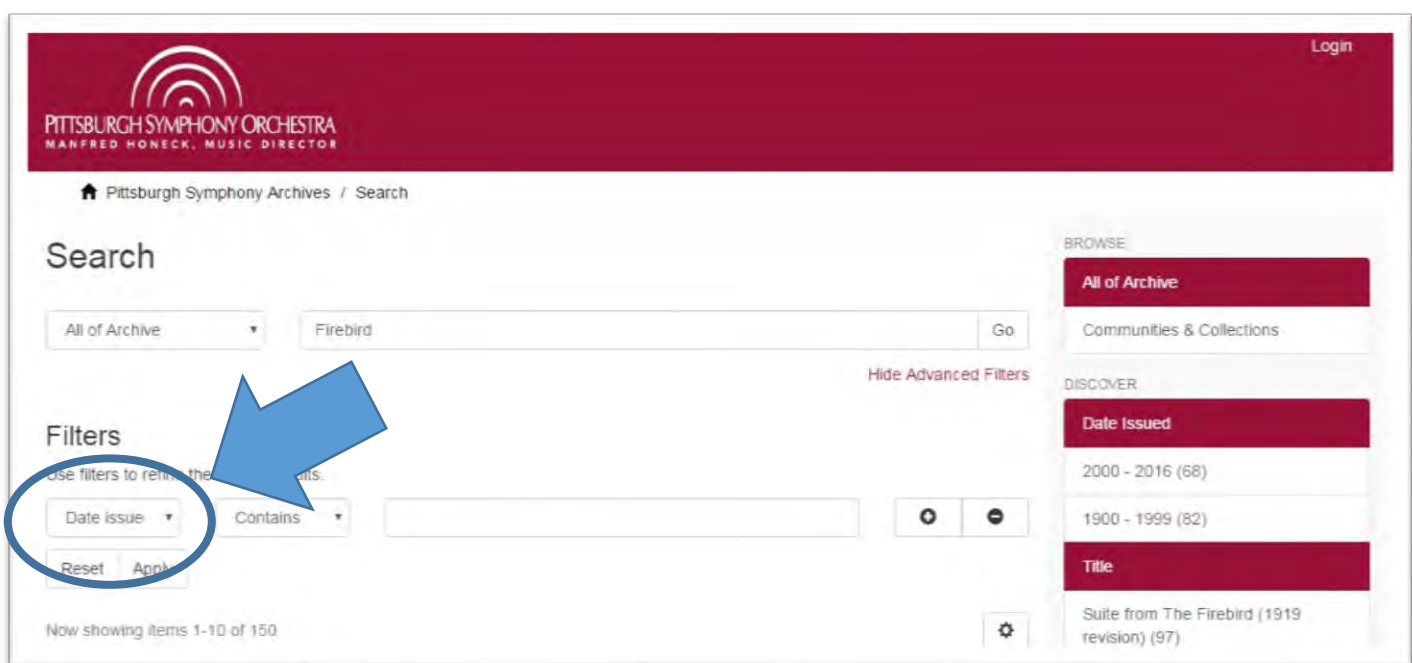 Login
PITTSBURGH SYMPHONY ORCHESTRA
MANFRED HONECK, MUSIC DIRECTOR
Pittsburgh Symphony Archives / Search
Search
All of Archive
Firebird
Go
Hide Advanced Filters
Filters
Use filters to refine the
Date issue
Contains
Reset
Apply
Now showing items 1-10 of 150
BROWSE
All of Archive
Communities & Collections
DISCOVER
Date Issued
2000 - 2016 (68)
1900 - 1999 (82)
Title
Suite from The Firebird (1919
revision) (97)